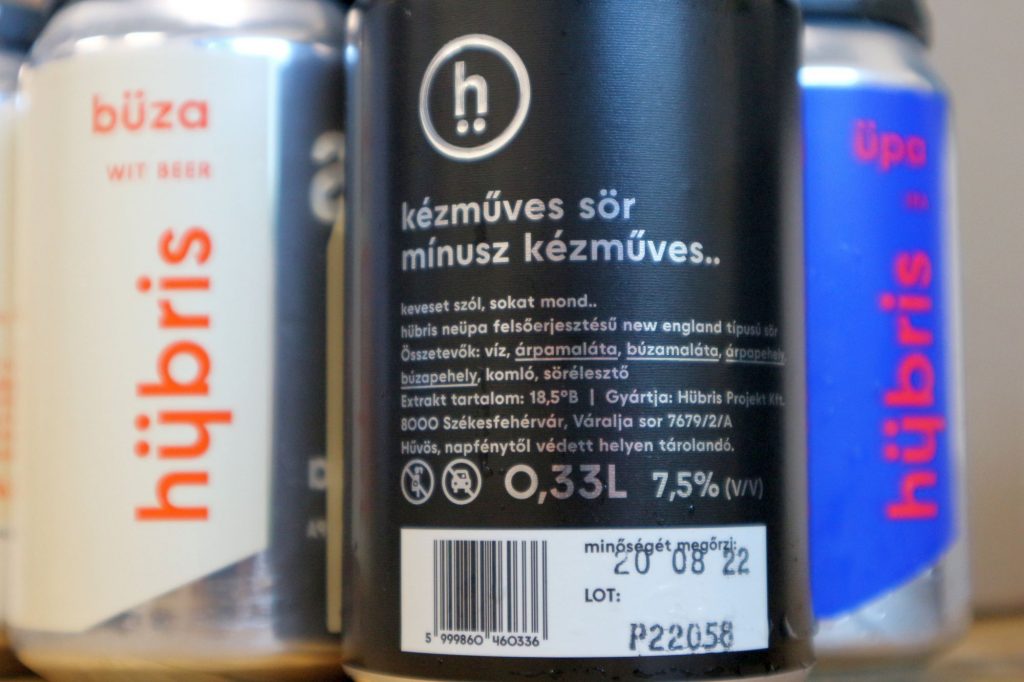 büza
WIT BEER
hÿbris
h̤
kézműves sör
mínusz kézműves..
keveset szól, sokat mond..
hübris neüpa felsőerjesztésű new england típusú sör
Összetevők: víz, árpamaláta, búzamaláta, árpapehely,
búzapehely, komló, sörélesztő
Extrakt tartalom: 18,5°B | Gyártja: Hübris Projekt Kft.
8000 Székesfehérvár, Váralja sor 7679/2/A
Hűvös, napfénytől védett helyen tárolandó.
0,33L 7,5% (V/V)
minőségét megőrzi:
20 08 22
LOT:
P22058
5 999860 460336
üpa
hÿbris